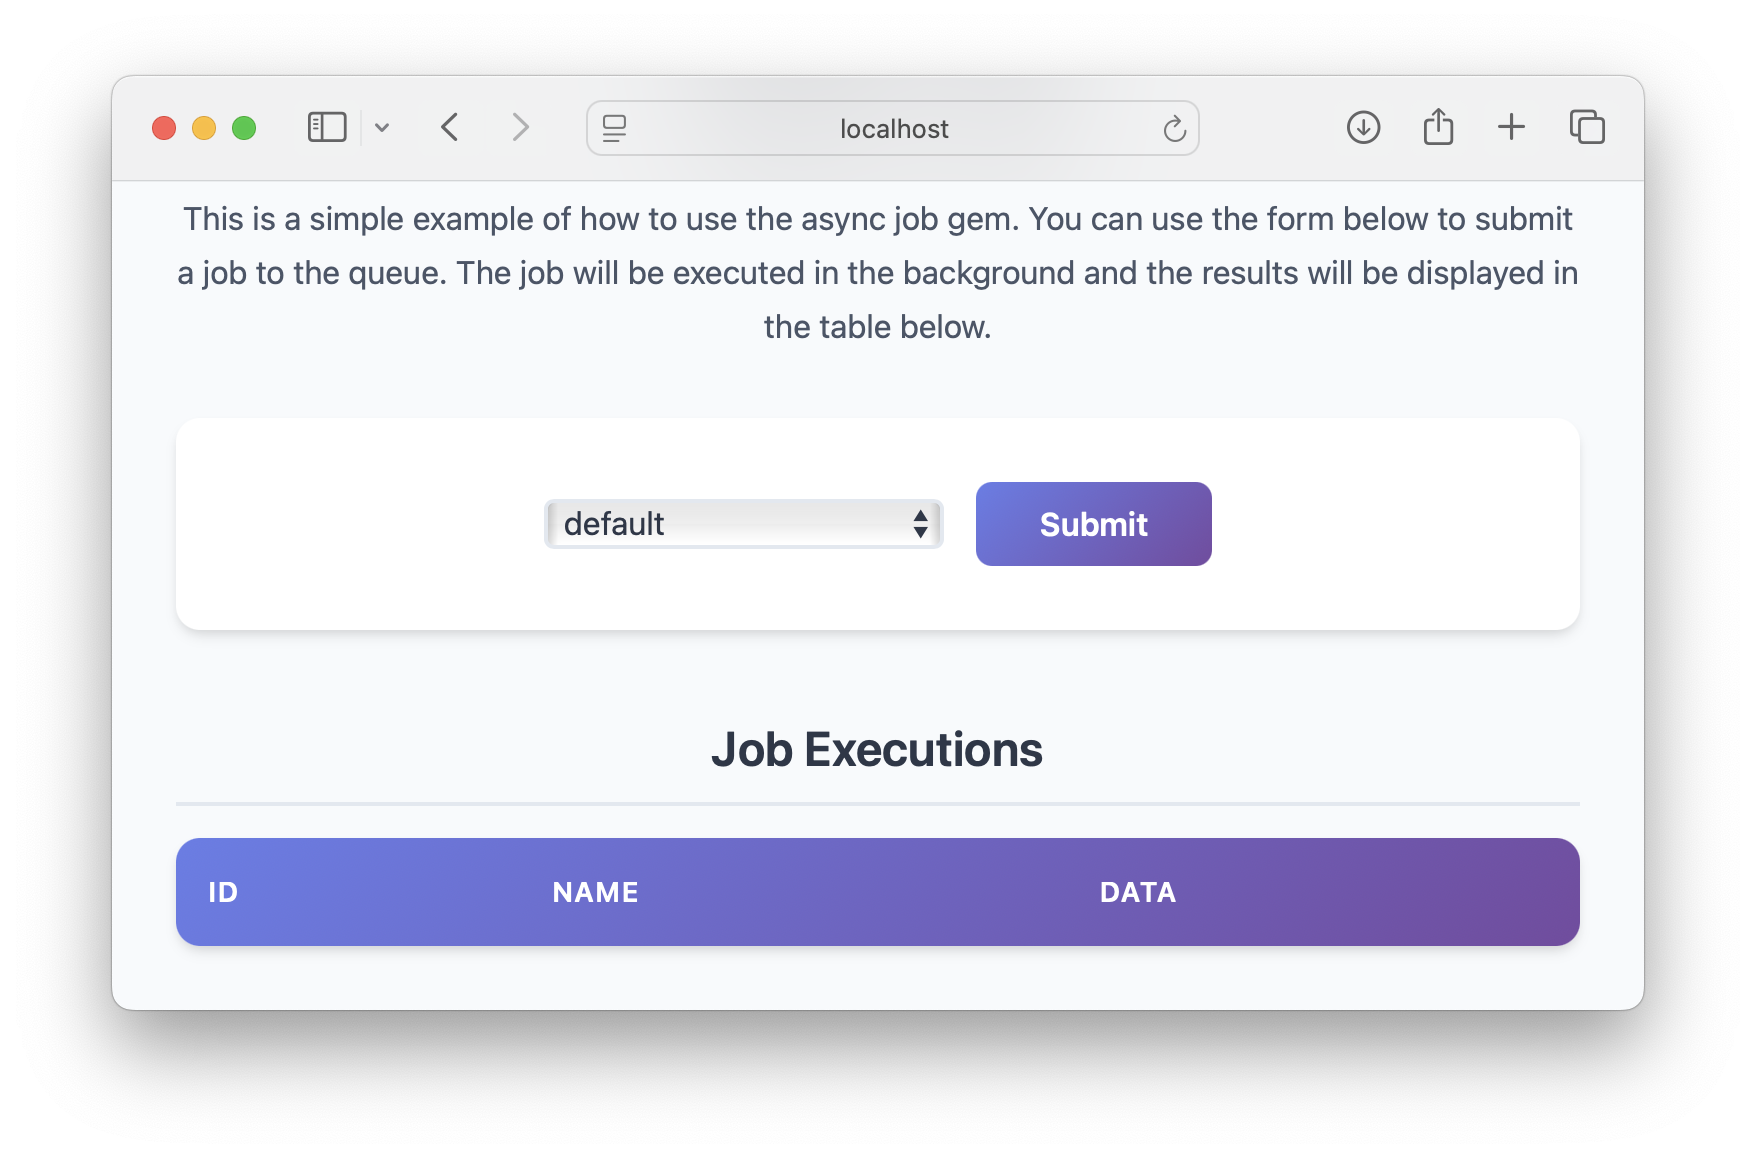 localhost
This is a simple example of how to use the async job gem. You can use the form below to submit
a job to the queue. The job will be executed in the background and the results will be displayed in
the table below.
default
Submit
Job Executions
ID NAME DATA